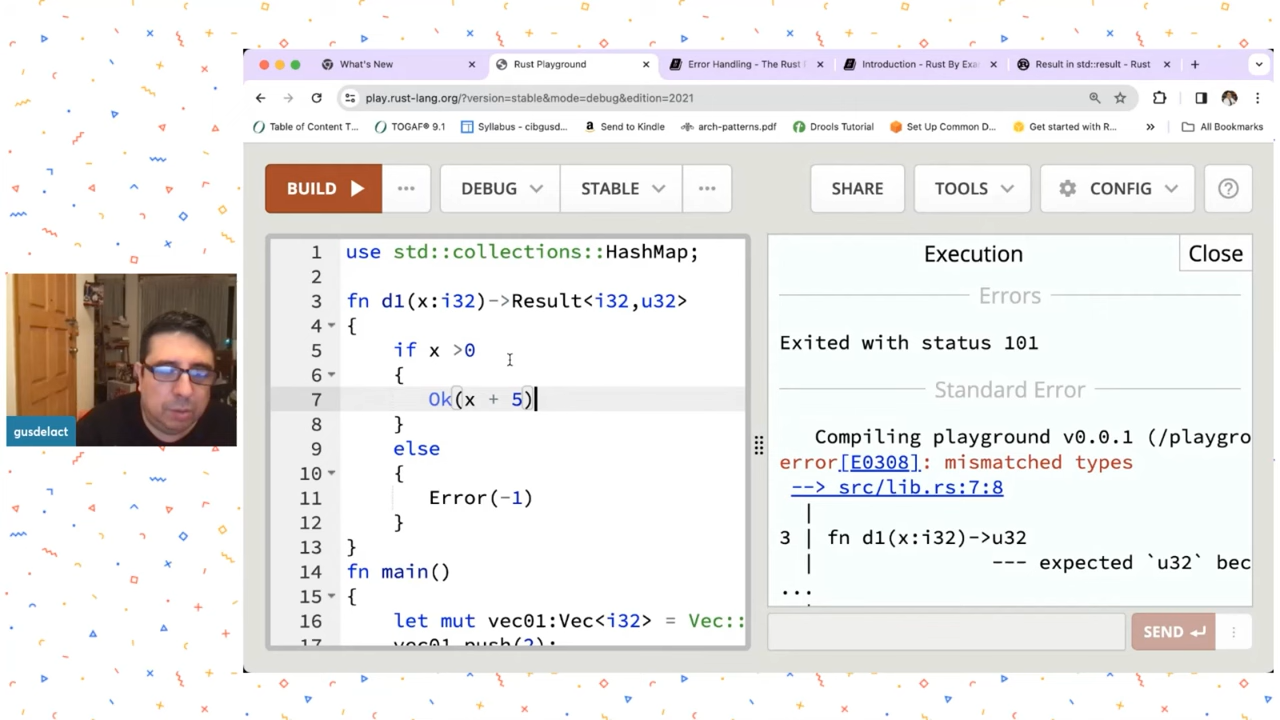 What's New
Rust Playground
Error Handling - The Rust
Introduction - Rust By Exa
Result in std::result - Rust
play.rust-lang.org/?version=stable&mode=debug&edition=2021
Table of Content T...
TOGAF® 9.1
Syllabus - cibgusd...
Send to Kindle
arch-patterns.pdf
Drools Tutorial
Set Up Common D...
Get started with R...
All Bookmarks
BUILD
DEBUG
STABLE
SHARE
TOOLS
CONFIG
1 use std::collections::HashMap;
2
3 fn d1(x:i32)->Result<i32,u32>
4 {
5 if x >0
6 {
7 Ok(x + 5)
8 }
9 else
10 {
11 Error(-1)
12 }
13 }
14 fn main()
15 {
16 let mut vec01:Vec<i32> = Vec::
17 vec01.push(2);
Execution
Close
Errors
Exited with status 101
Standard Error
Compiling playground v0.0.1 (/playgro
error[E0308]: mismatched types
--> src/lib.rs:7:8
|
3 | fn d1(x:i32)->u32
| --- expected `u32` bec
...
SEND
gusdelact